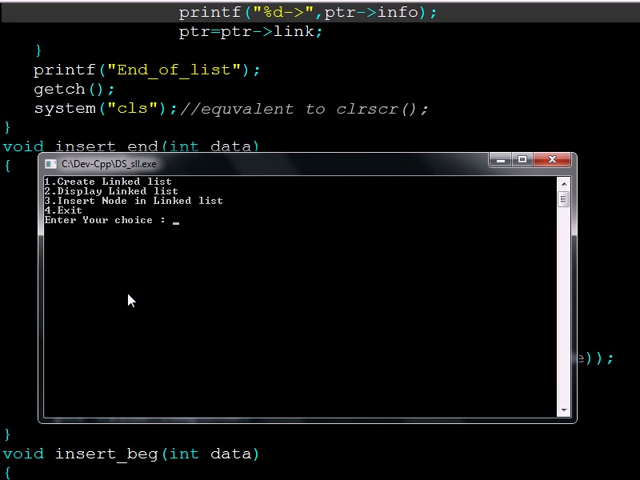 printf("%d->",ptr->info);
ptr=ptr->link;
}
printf("End_of_list");
getch();
system("cls");//equvalent to clrscr();
}
void insert_end(int data)
{
C:\Dev-Cpp\DS_sll.exe
1.Create Linked list
2.Display Linked list
3.Insert Node in Linked list
4.Exit
Enter Your choice : _
e));
}
void insert_beg(int data)
{